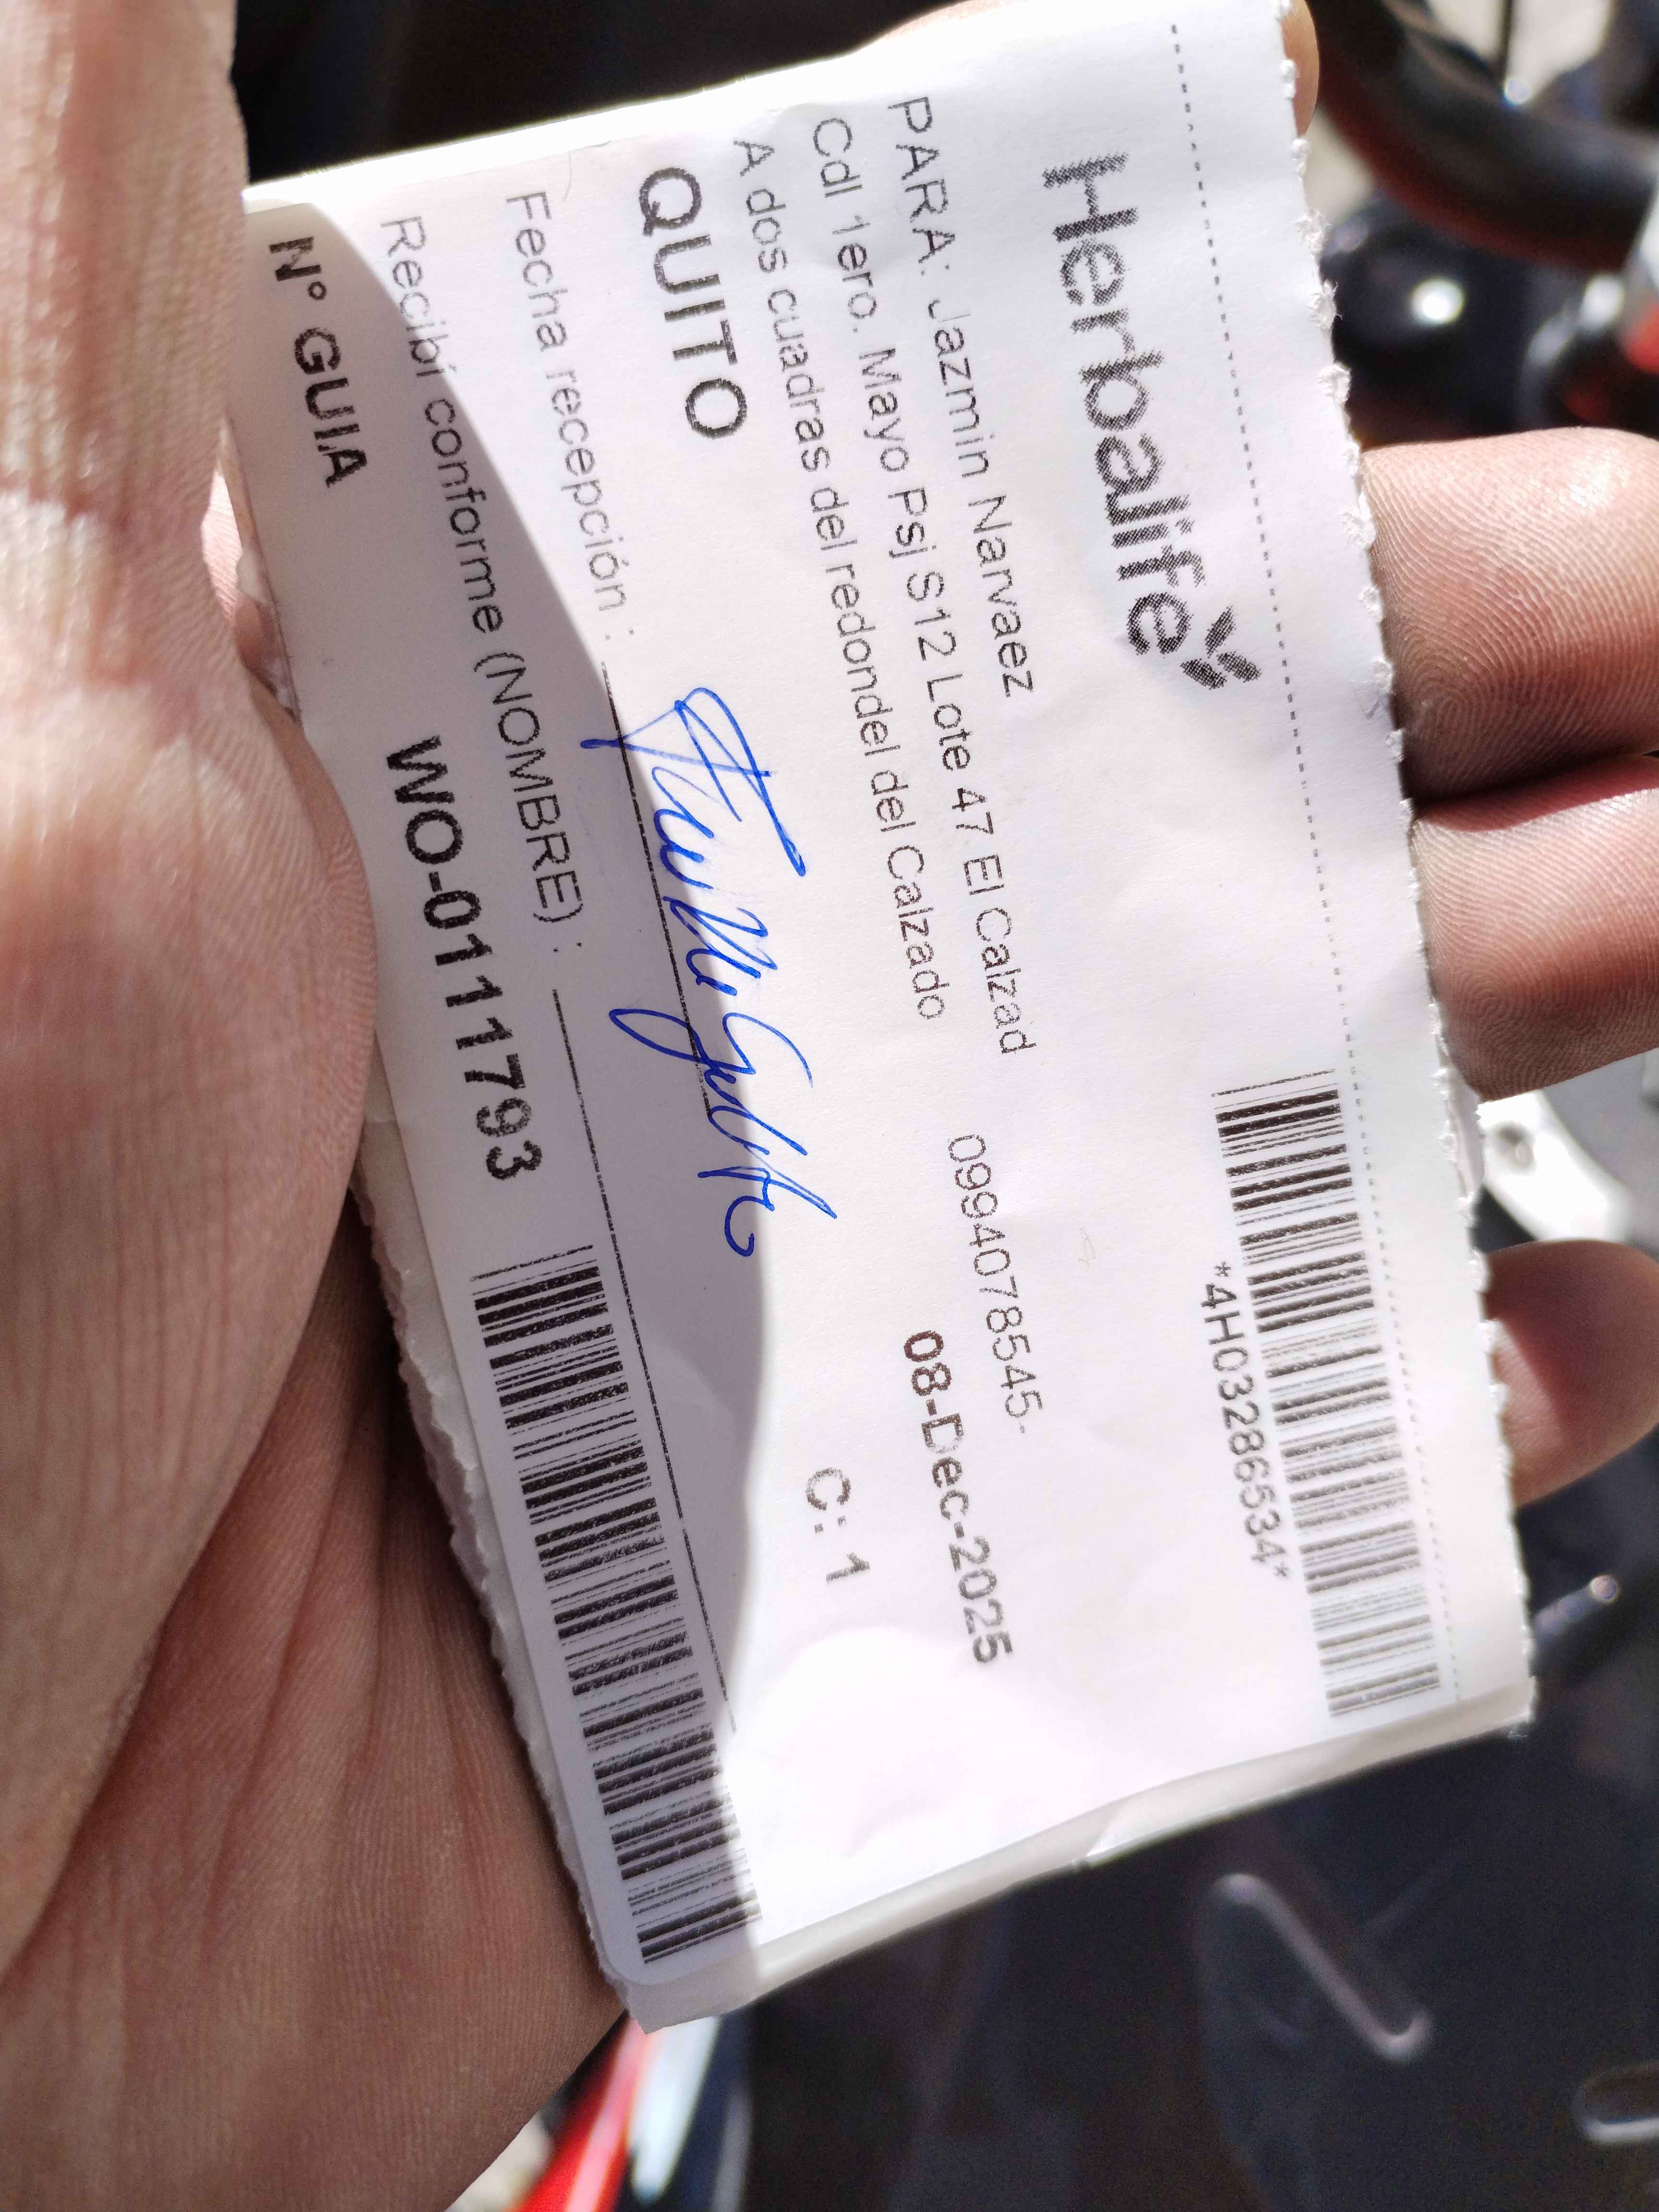 Herbalife
*4H03286534*
PARA: Jazmin Narvaez
Cdl 1ero. Mayo Psj S12 Lote 47 El Calzad 0994078545-
A dos cuadras del redondel del Calzado 08-Dec-2025
QUITO C: 1
Fecha recepción :
Recibí conforme (NOMBRE) :
N° GUIA WO-0111793